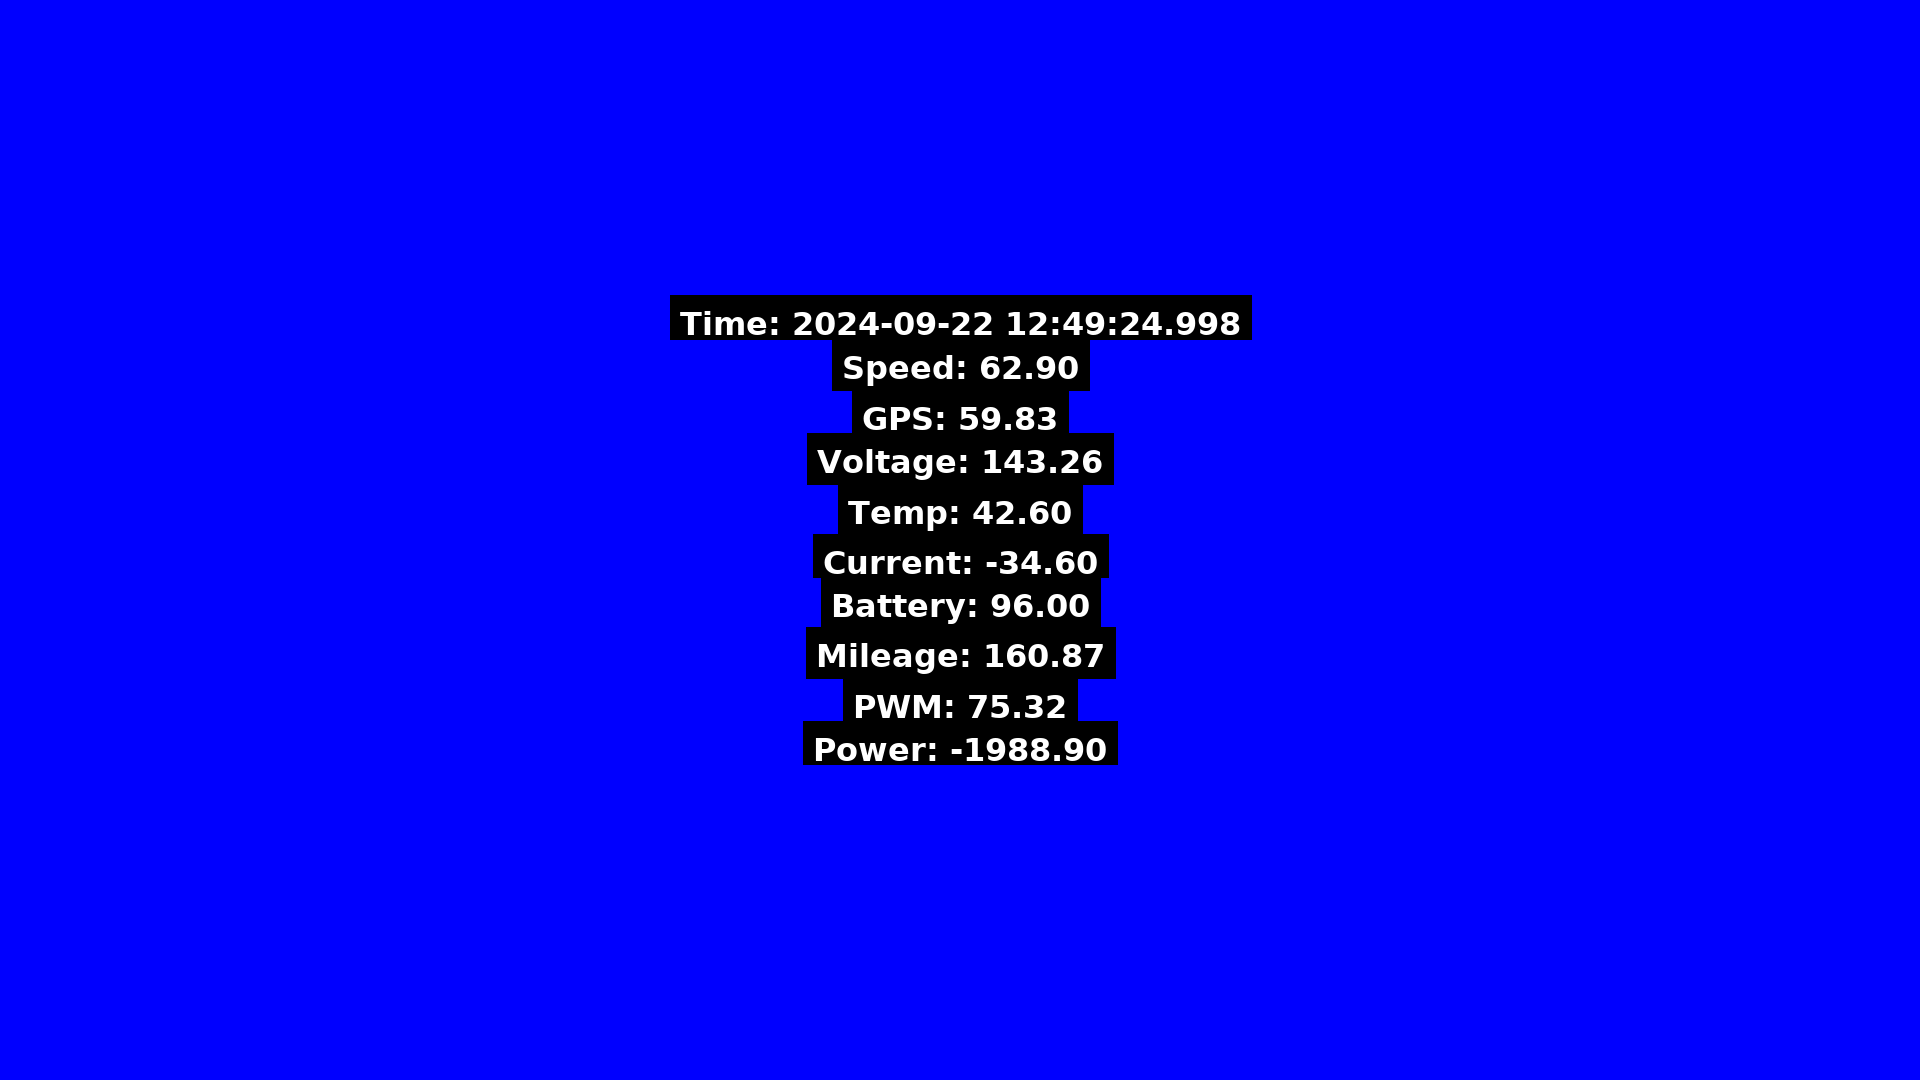 Time: 2024-09-22 12:49:24.998
Speed: 62.90
GPS: 59.83
Voltage: 143.26
Temp: 42.60
Current: -34.60
Battery: 96.00
Mileage: 160.87
PWM: 75.32
Power: -1988.90